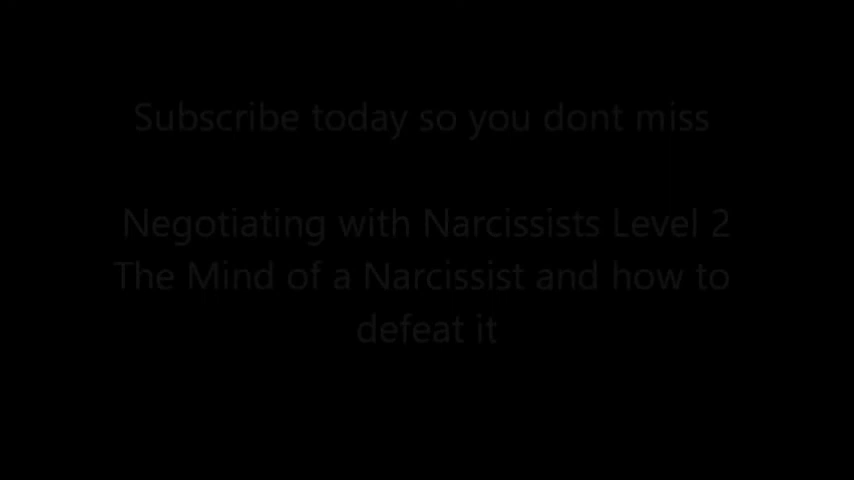 Subscribe today so you dont miss
Negotiating with Narcissists Level 2
The Mind of a Narcissist and how to
defeat it